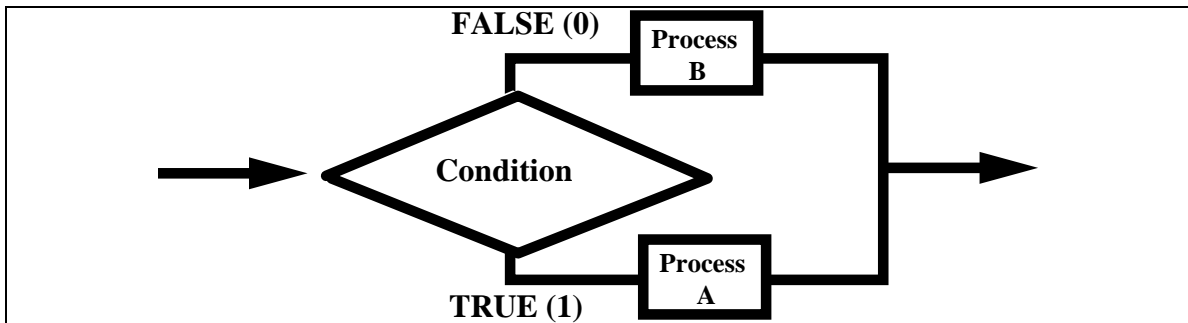 FALSE (0)
Process
B
Condition
Process
A
TRUE (1)